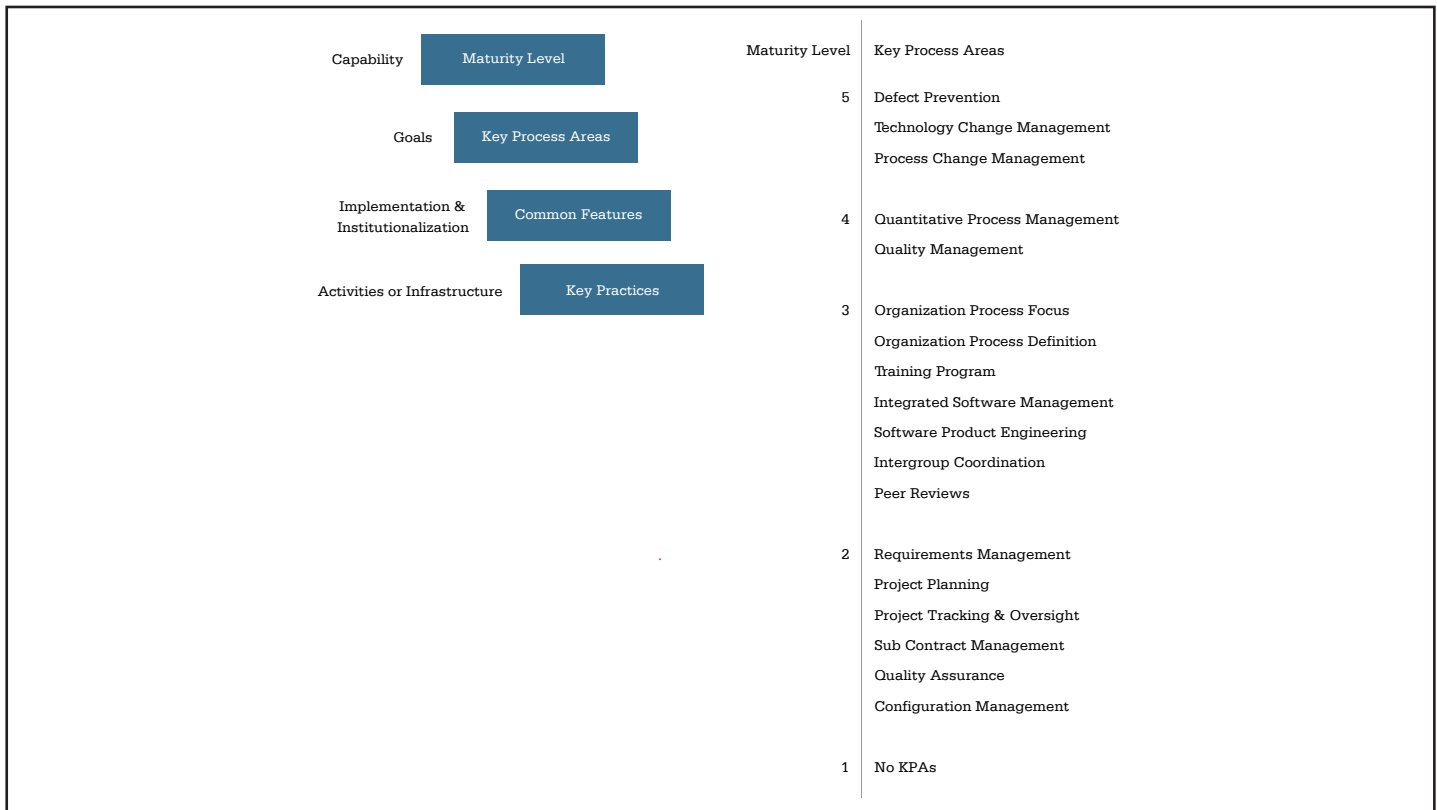 Capability
Maturity Level
Goals
Key Process Areas
Implementation &
Institutionalization
Common Features
Activities or Infrastructure
Key Practices
Maturity Level
Key Process Areas
5
Defect Prevention
Technology Change Management
Process Change Management
4
Quantitative Process Management
Quality Management
3
Organization Process Focus
Organization Process Definition
Training Program
Integrated Software Management
Software Product Engineering
Intergroup Coordination
Peer Reviews
2
Requirements Management
Project Planning
Project Tracking & Oversight
Sub Contract Management
Quality Assurance
Configuration Management
1
No KPAs